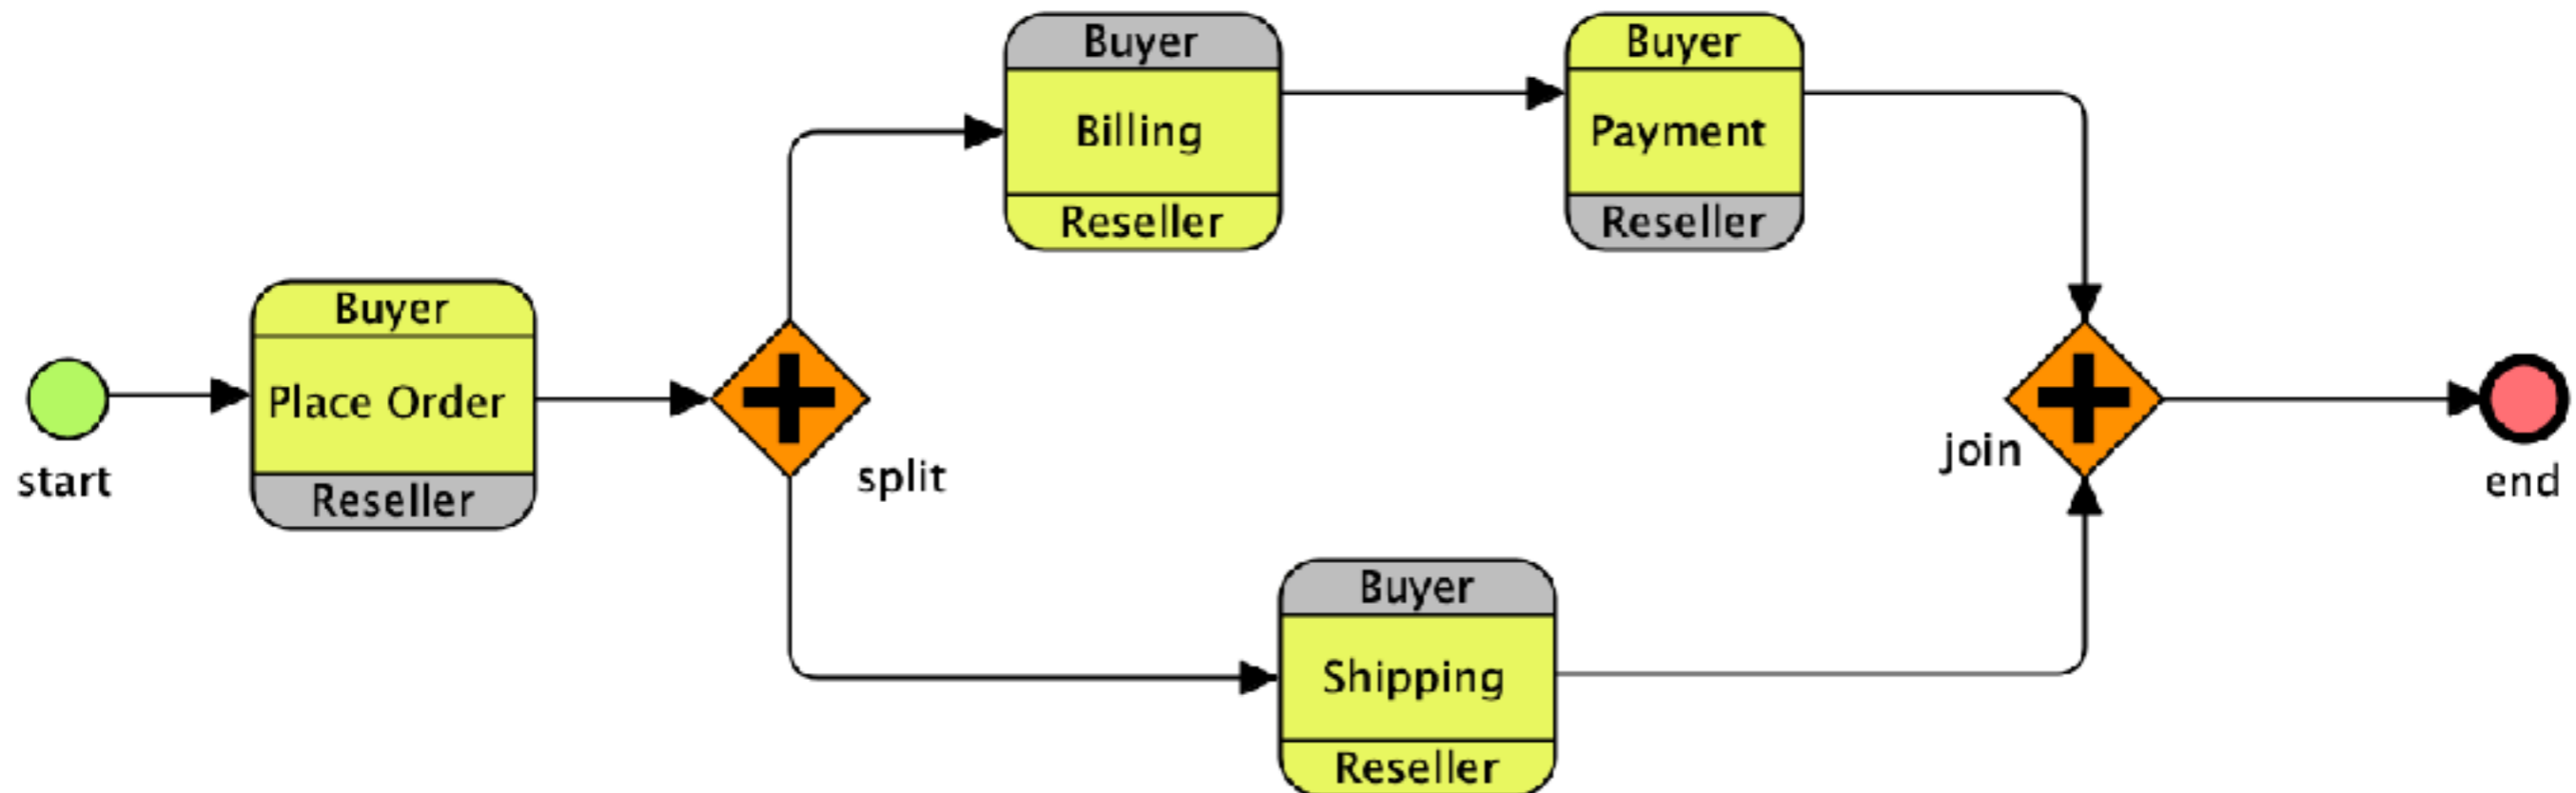 start
Buyer
Place Order
Reseller
split
Buyer
Billing
Reseller
Buyer
Payment
Reseller
Buyer
Shipping
Reseller
join
end